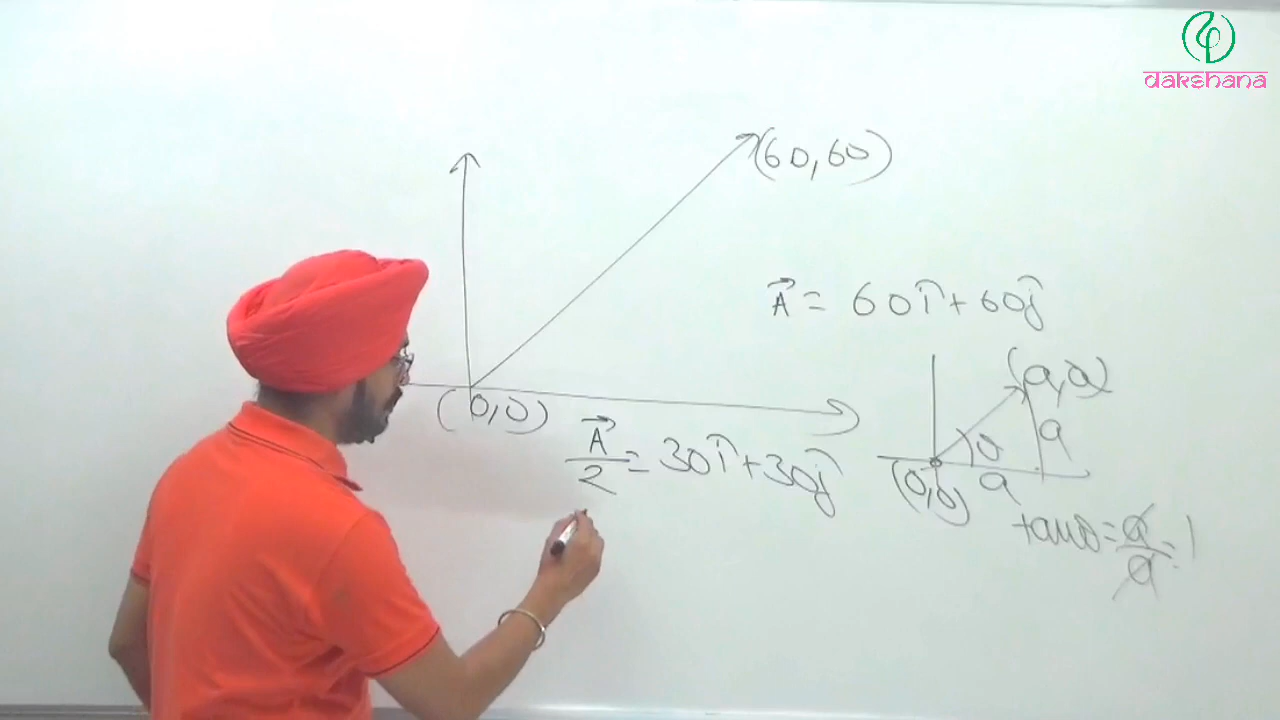 dakshana
(60,60)
A⃗ = 60î + 60ĵ
(a,a)
(0,0)
A⃗/2 = 30î + 30ĵ
θ
a
(0,0)
a
tanθ = a/a = 1